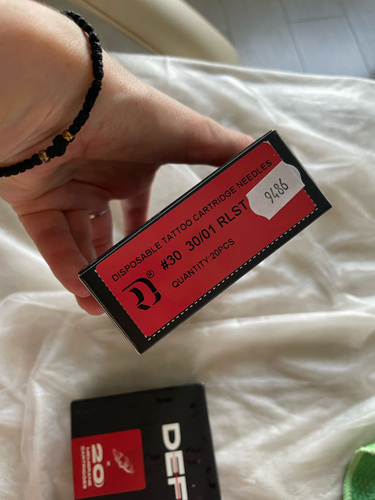 DISPOSABLE TATTOO CARTRIDGE NEEDLES
#30 30/01 RLST
9486
QUANTITY:20PCS
®
DEF
20